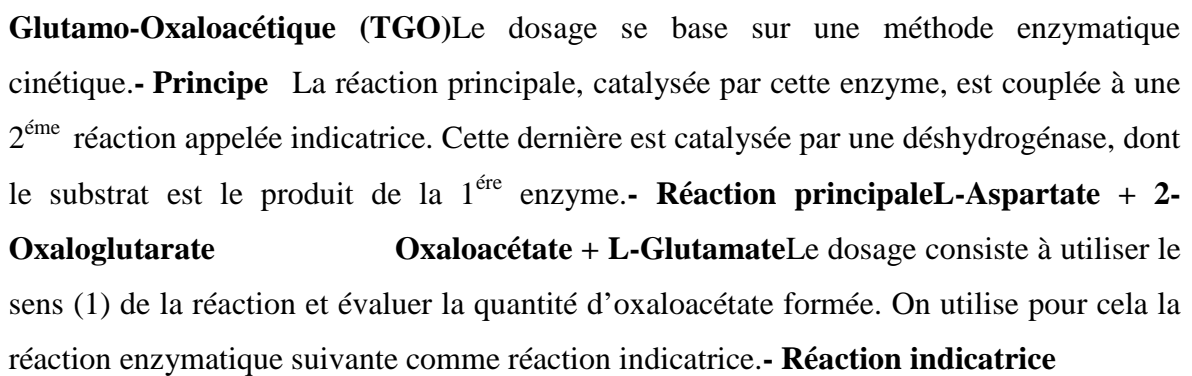 Glutamo-Oxaloacétique (TGO)Le dosage se base sur une méthode enzymatique
cinétique.- Principe La réaction principale, catalysée par cette enzyme, est couplée à une
2éme réaction appelée indicatrice. Cette dernière est catalysée par une déshydrogénase, dont
le substrat est le produit de la 1ére enzyme.- Réaction principaleL-Aspartate + 2-
Oxaloglutarate Oxaloacétate + L-GlutamateLe dosage consiste à utiliser le
sens (1) de la réaction et évaluer la quantité d’oxaloacétate formée. On utilise pour cela la
réaction enzymatique suivante comme réaction indicatrice.- Réaction indicatrice